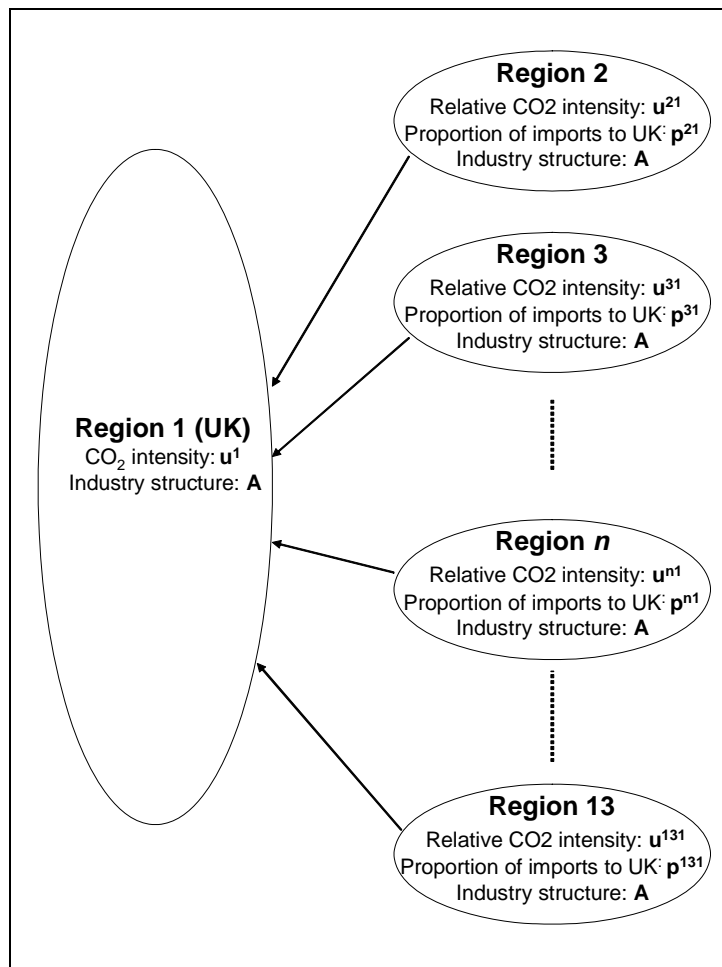 Region 2
Relative CO2 intensity: u²¹
Proportion of imports to UK: p²¹
Industry structure: A
Region 3
Relative CO2 intensity: u³¹
Proportion of imports to UK: p³¹
Industry structure: A
Region 1 (UK)
CO₂ intensity: u¹
Industry structure: A
Region n
Relative CO2 intensity: uⁿ¹
Proportion of imports to UK: pⁿ¹
Industry structure: A
Region 13
Relative CO2 intensity: u¹³¹
Proportion of imports to UK: p¹³¹
Industry structure: A